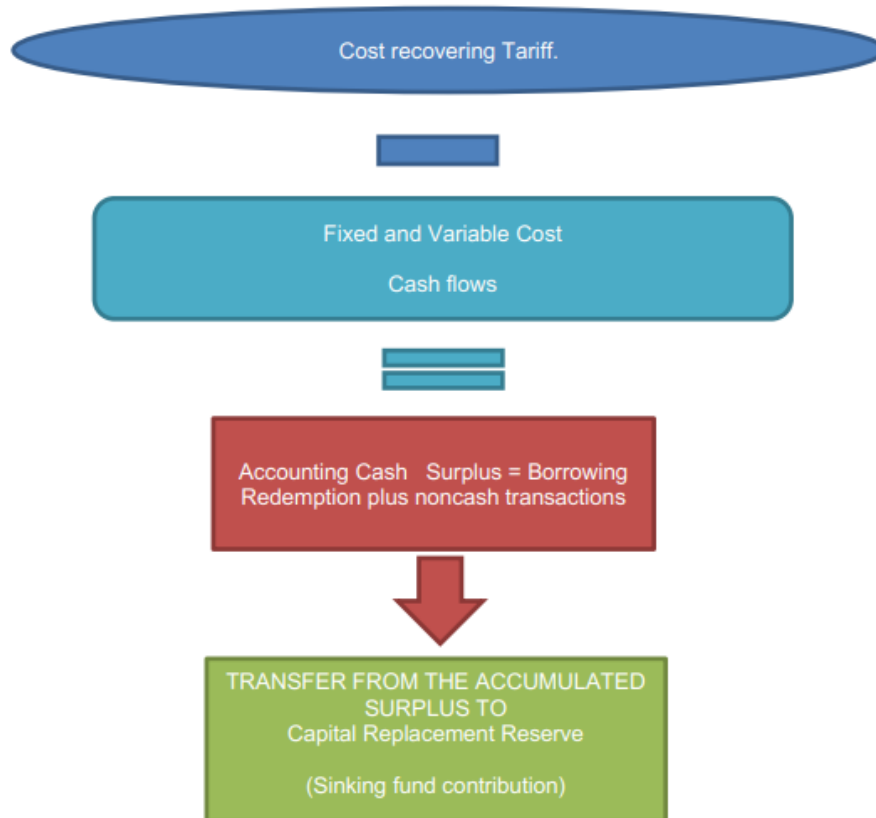 Cost recovering Tariff.
Fixed and Variable Cost
Cash flows
Accounting Cash Surplus = Borrowing
Redemption plus noncash transactions
TRANSFER FROM THE ACCUMULATED
SURPLUS TO
Capital Replacement Reserve
(Sinking fund contribution)